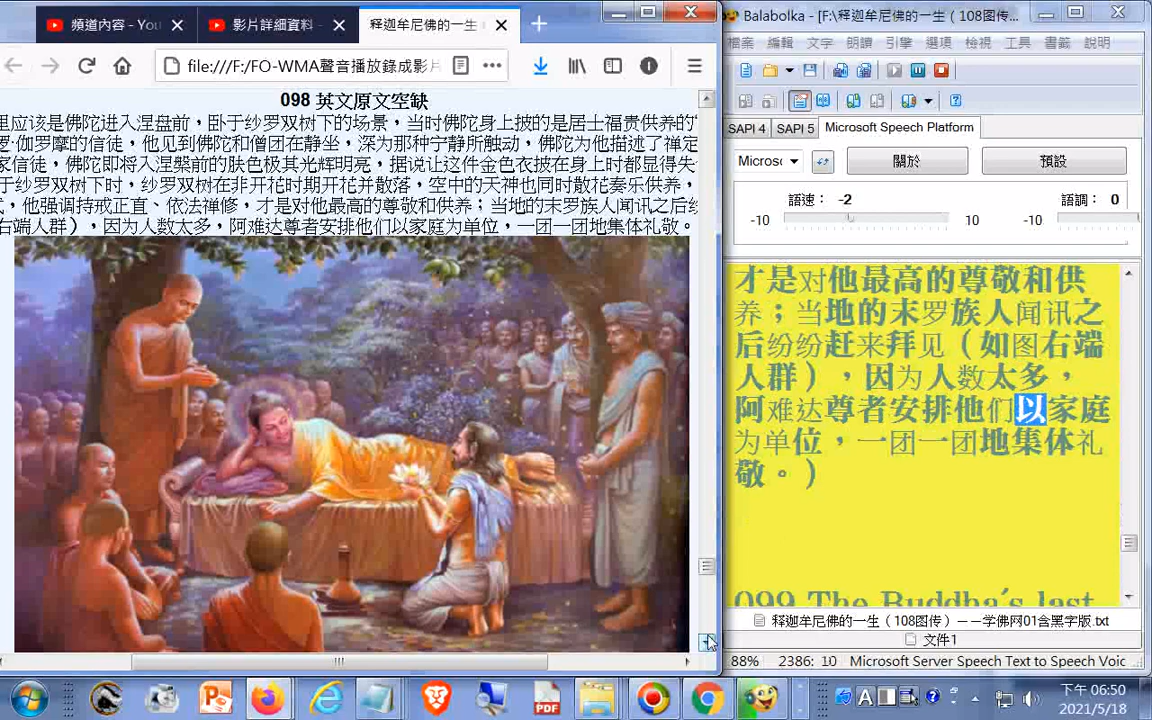 頻道內容 - You
影片詳細資料 -
释迦牟尼佛的一生
Balabolka - [F:\释迦牟尼佛的一生（108图传）...
檔案 編輯 文字 朗讀 引擎 選項 檢視 工具 書籤 說明
file:///F:/FO-WMA聲音播放錄成影片
098 英文原文空缺
里应该是佛陀进入涅盘前，卧于纱罗双树下的场景，当时佛陀身上披的是居士福贵供养的
罗·伽罗摩的信徒，他见到佛陀和僧团在静坐，深为那种宁静所触动，佛陀为他描述了禅定
家信徒，佛陀即将入涅槃前的肤色极其光辉明亮，据说让这件金色衣披在身上时都显得失
于纱罗双树下时，纱罗双树在非开花时期开花并散落，空中的天神也同时散花奏乐供养，
，他强调持戒正直、依法禅修，才是对他最高的尊敬和供养；当地的末罗族人闻讯之后纷
右端人群），因为人数太多，阿难达尊者安排他们以家庭为单位，一团一团地集体礼敬。
SAPI 4 SAPI 5 Microsoft Speech Platform
Microso 關於 預設
語速： -2 語調： 0
-10 10 -10
才是对他最高的尊敬和供
养；当地的末罗族人闻讯之
后纷纷赶来拜见（如图右端
人群），因为人数太多，
阿难达尊者安排他们以家庭
为单位，一团一团地集体礼
敬。）
099 The Buddha's last
释迦牟尼佛的一生（108图传）——学佛网01含黑字版.txt
文件1
88% 2386: 10 Microsoft Server Speech Text to Speech Voic
下午 06:50
2021/5/18